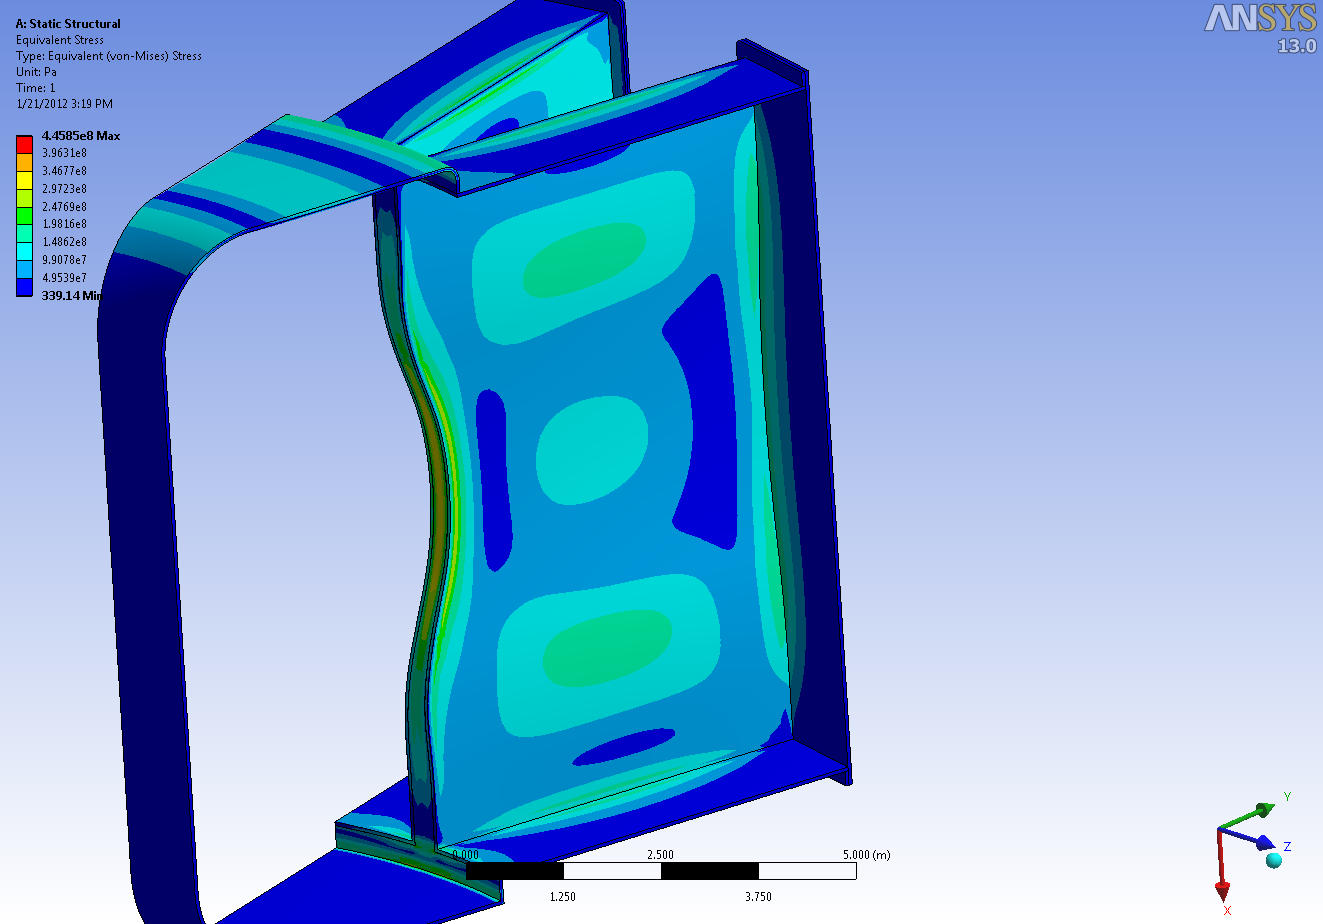 A: Static Structural
Equivalent Stress
Type: Equivalent (von-Mises) Stress
Unit: Pa
Time: 1
1/21/2012 3:19 PM
4.4585e8 Max
3.9631e8
3.4677e8
2.9723e8
2.4769e8
1.9816e8
1.4862e8
9.9078e7
4.9539e7
339.14 Min
ANSYS
13.0
0.000 2.500 5.000 (m)
1.250 3.750
Y
Z
X